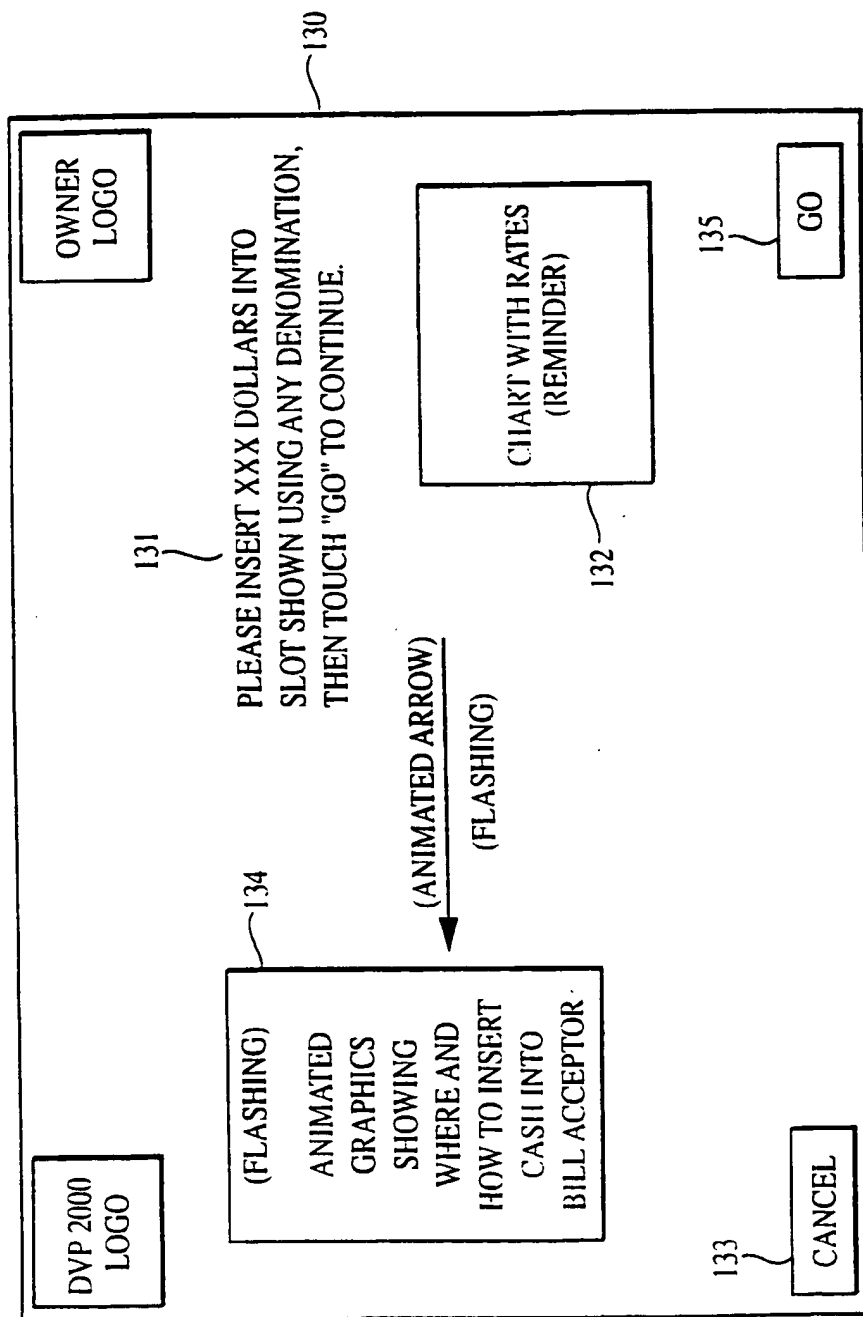 DVP 2000
LOGO
OWNER
LOGO
130
131
PLEASE INSERT XXX DOLLARS INTO
SLOT SHOWN USING ANY DENOMINATION,
THEN TOUCH "GO" TO CONTINUE.
134
(FLASHING)
ANIMATED
GRAPHICS
SHOWING
WHERE AND
HOW TO INSERT
CASH INTO
BILL ACCEPTOR
(ANIMATED ARROW)
(FLASHING)
CHART WITH RATES
(REMINDER)
132
133
CANCEL
135
GO